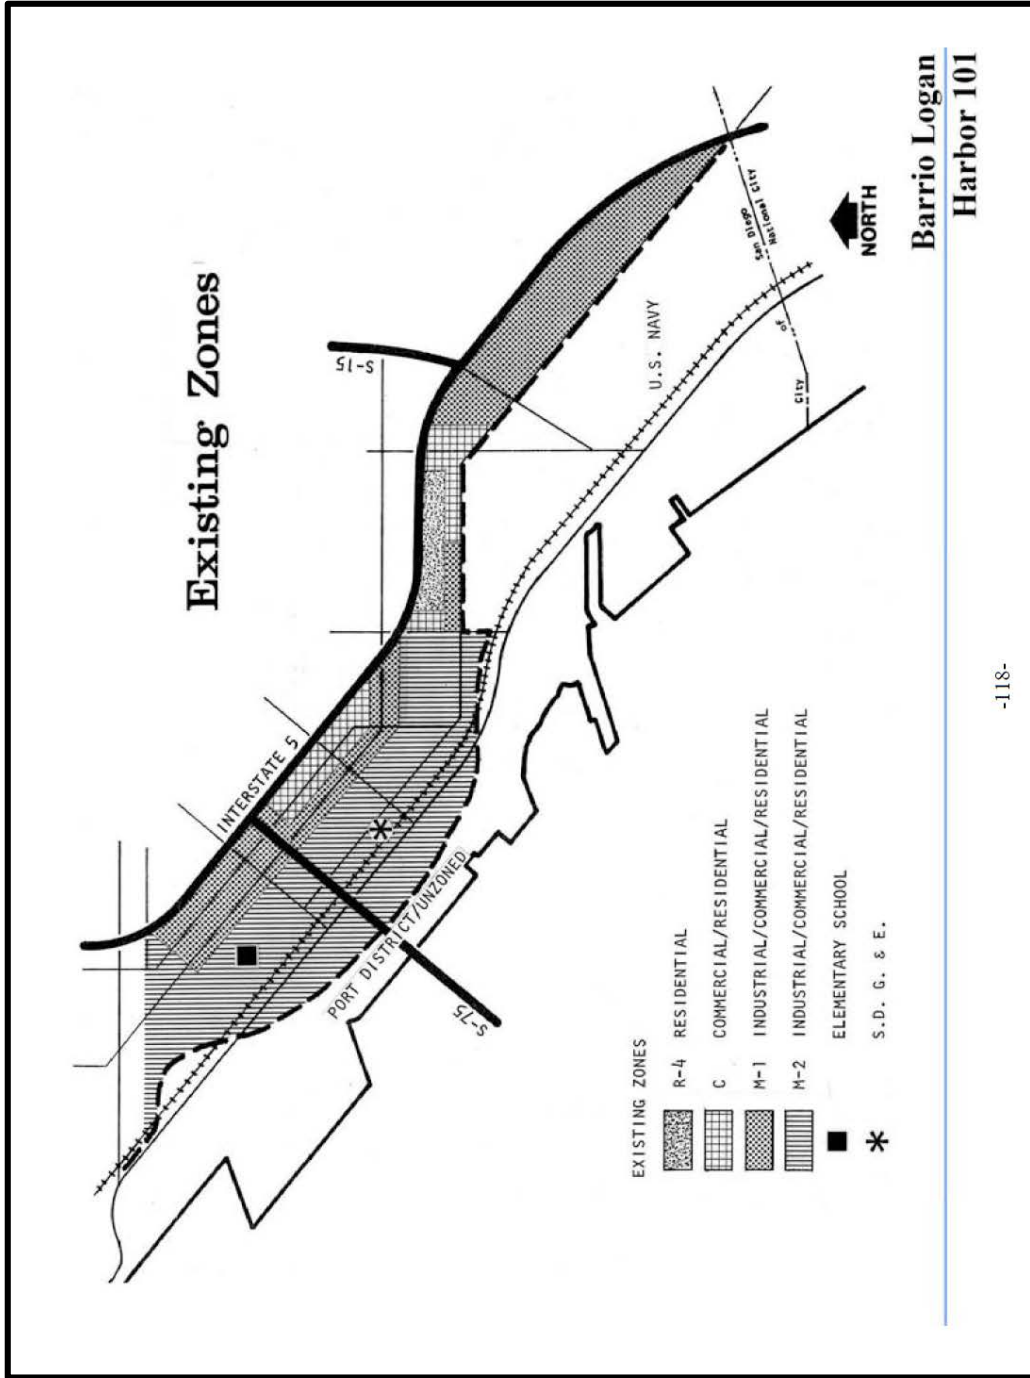 Existing Zones
S-15
INTERSTATE 5
PORT DISTRICT/UNZONED
S-75
U.S. NAVY
City
of
San Diego
National City
NORTH
EXISTING ZONES
R-4 RESIDENTIAL
C COMMERCIAL/RESIDENTIAL
M-1 INDUSTRIAL/COMMERCIAL/RESIDENTIAL
M-2 INDUSTRIAL/COMMERCIAL/RESIDENTIAL
ELEMENTARY SCHOOL
S.D. G. & E.
Barrio Logan
Harbor 101
-118-